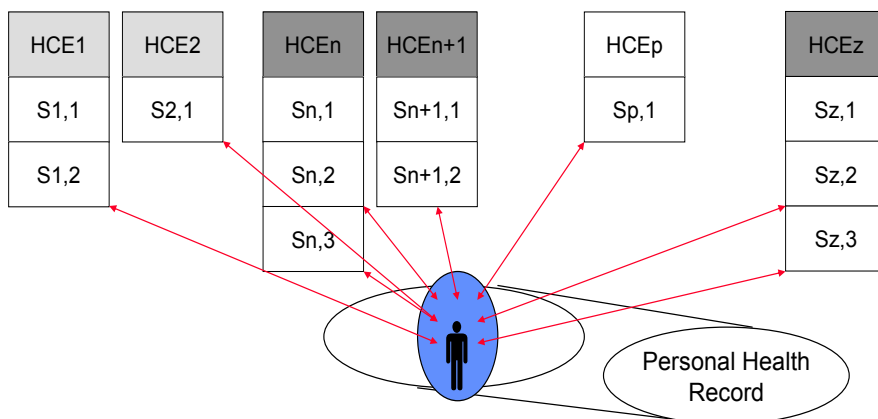 HCE1 HCE2 HCEn HCEn+1 HCEp HCEz
S1,1 S2,1 Sn,1 Sn+1,1 Sp,1 Sz,1
S1,2 Sn,2 Sn+1,2 Sz,2
Sn,3 Sz,3
Personal Health
Record